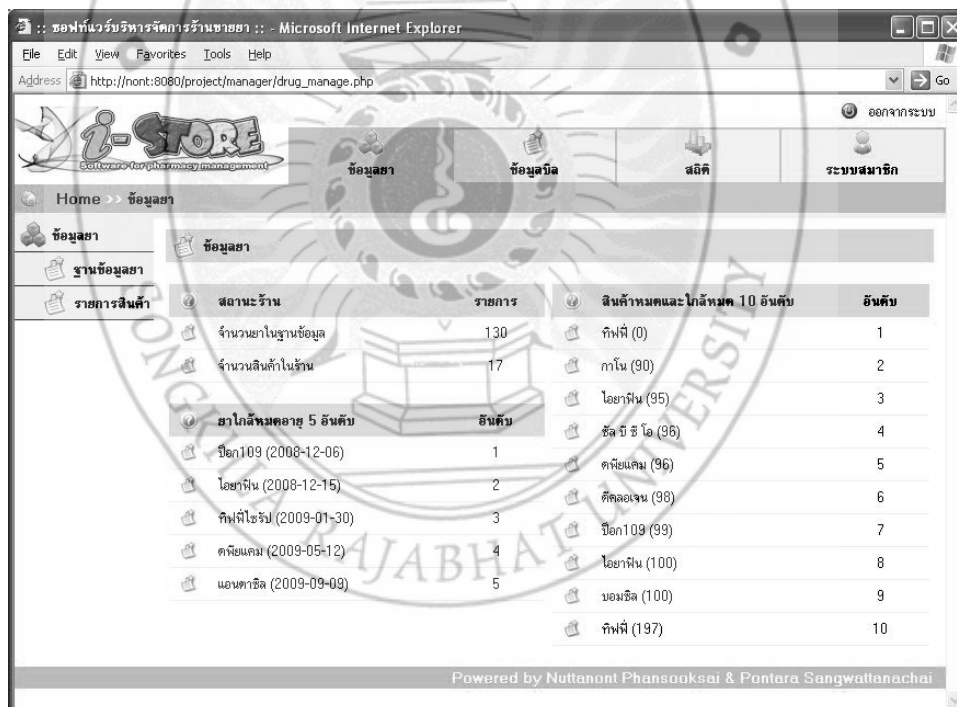 :: ซอฟท์แวร์บริหารจัดการร้านขายยา :: - Microsoft Internet Explorer
File Edit View Favorites Tools Help
Address http://nont:8080/project/manager/drug_manage.php Go
i-STORE
Software for pharmacy management
ออกจากระบบ
ข้อมูลยา ข้อมูลบิล สถิติ ระบบสมาชิก
Home >> ข้อมูลยา
ข้อมูลยา
ฐานข้อมูลยา
รายการสินค้า
ข้อมูลยา
สถานะร้าน รายการ
จำนวนยาในฐานข้อมูล 130
จำนวนสินค้าในร้าน 17
ยาใกล้หมดอายุ 5 อันดับ อันดับ
ป๊อก109 (2008-12-06) 1
ไอยาฟิน (2008-12-15) 2
ทิฟฟี่ไซรัป (2009-01-30) 3
ดพียแคม (2009-05-12) 4
แอนตาซิล (2009-09-09) 5
สินค้าหมดและใกล้หมด 10 อันดับ อันดับ
ทิฟฟี่ (0) 1
กาโน (90) 2
ไอยาฟิน (95) 3
ซัล บี ซี โอ (96) 4
ดพียแคม (96) 5
(98) 6
ป๊อก109 (99) 7
ไอยาฟิน (100) 8
บอมซิล (100) 9
ทิฟฟี่ (197) 10
Powered by Nuttanont Phansooksai & Pontara Sangwattanachai
SONGKHLA RAJABHAT UNIVERSITY